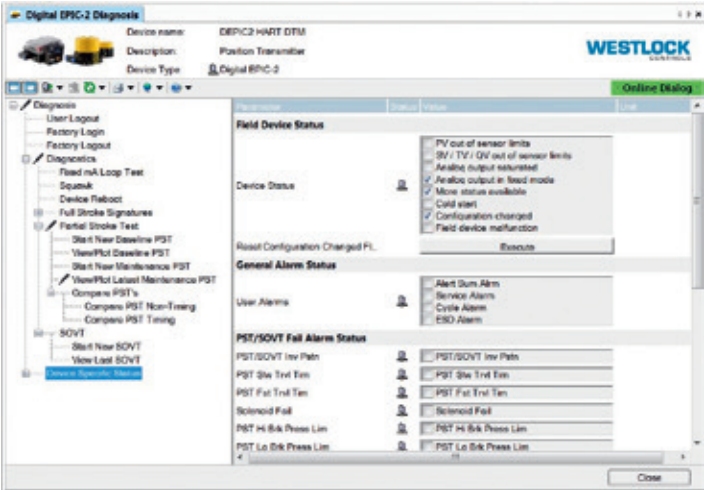 Digital EPIC-2 Diagnosis
Device name: DEPIC2 HART DTM
Description: Position Transmitter
Device Type Digital EPIC-2
WESTLOCK
CONTROLS
Online Dialog
Diagnosis
User Logout
Factory Login
Factory Logout
Diagnostics
Fixed mA Loop Test
Squawk
Device Reboot
Full Stroke Signatures
Partial Stroke Test
Start New Baseline PST
View/Plot Baseline PST
Start New Maintenance PST
View/Plot Latest Maintenance PST
Compare PST's
Compare PST Non-Timing
Compare PST Timing
SOVT
Start New SOVT
View Last SOVT
Device Specific Status
Parameter Status Value Unit
Field Device Status
Device Status
PV out of sensor limits
SV / TV / QV out of sensor limits
Analog output saturated
Analog output in fixed mode
More status available
Cold start
Configuration changed
Field device malfunction
Reset Configuration Changed Fl.. Execute
General Alarm Status
User Alarms
Alert Sum Alrm
Service Alarm
Cycle Alarm
ESD Alarm
PST/SOVT Fail Alarm Status
PST/SOVT Inv Patn PST/SOVT Inv Patn
PST Slw Trvl Tim PST Slw Trvl Tim
PST Fst Trvl Tim PST Fst Trvl Tim
Solenoid Fail Solenoid Fail
PST Hi Brk Press Lim PST Hi Brk Press Lim
PST Lo Brk Press Lim PST Lo Brk Press Lim
Close